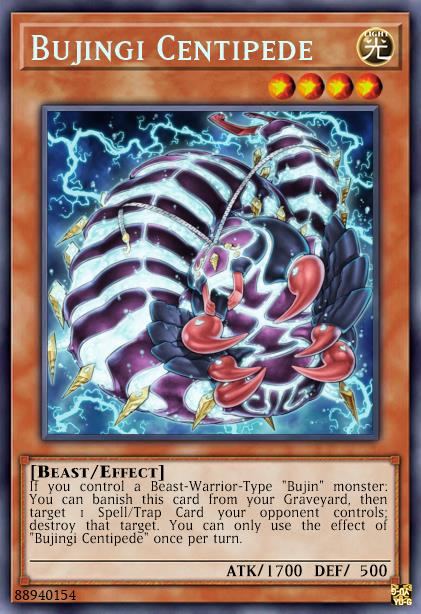 Bujingi Centipede
LIGHT
光
[Beast/Effect]
If you control a Beast-Warrior-Type "Bujin" monster:
You can banish this card from your Graveyard, then
target 1 Spell/Trap Card your opponent controls;
destroy that target. You can only use the effect of
"Bujingi Centipede" once per turn.
ATK/1700 DEF/ 500
88940154